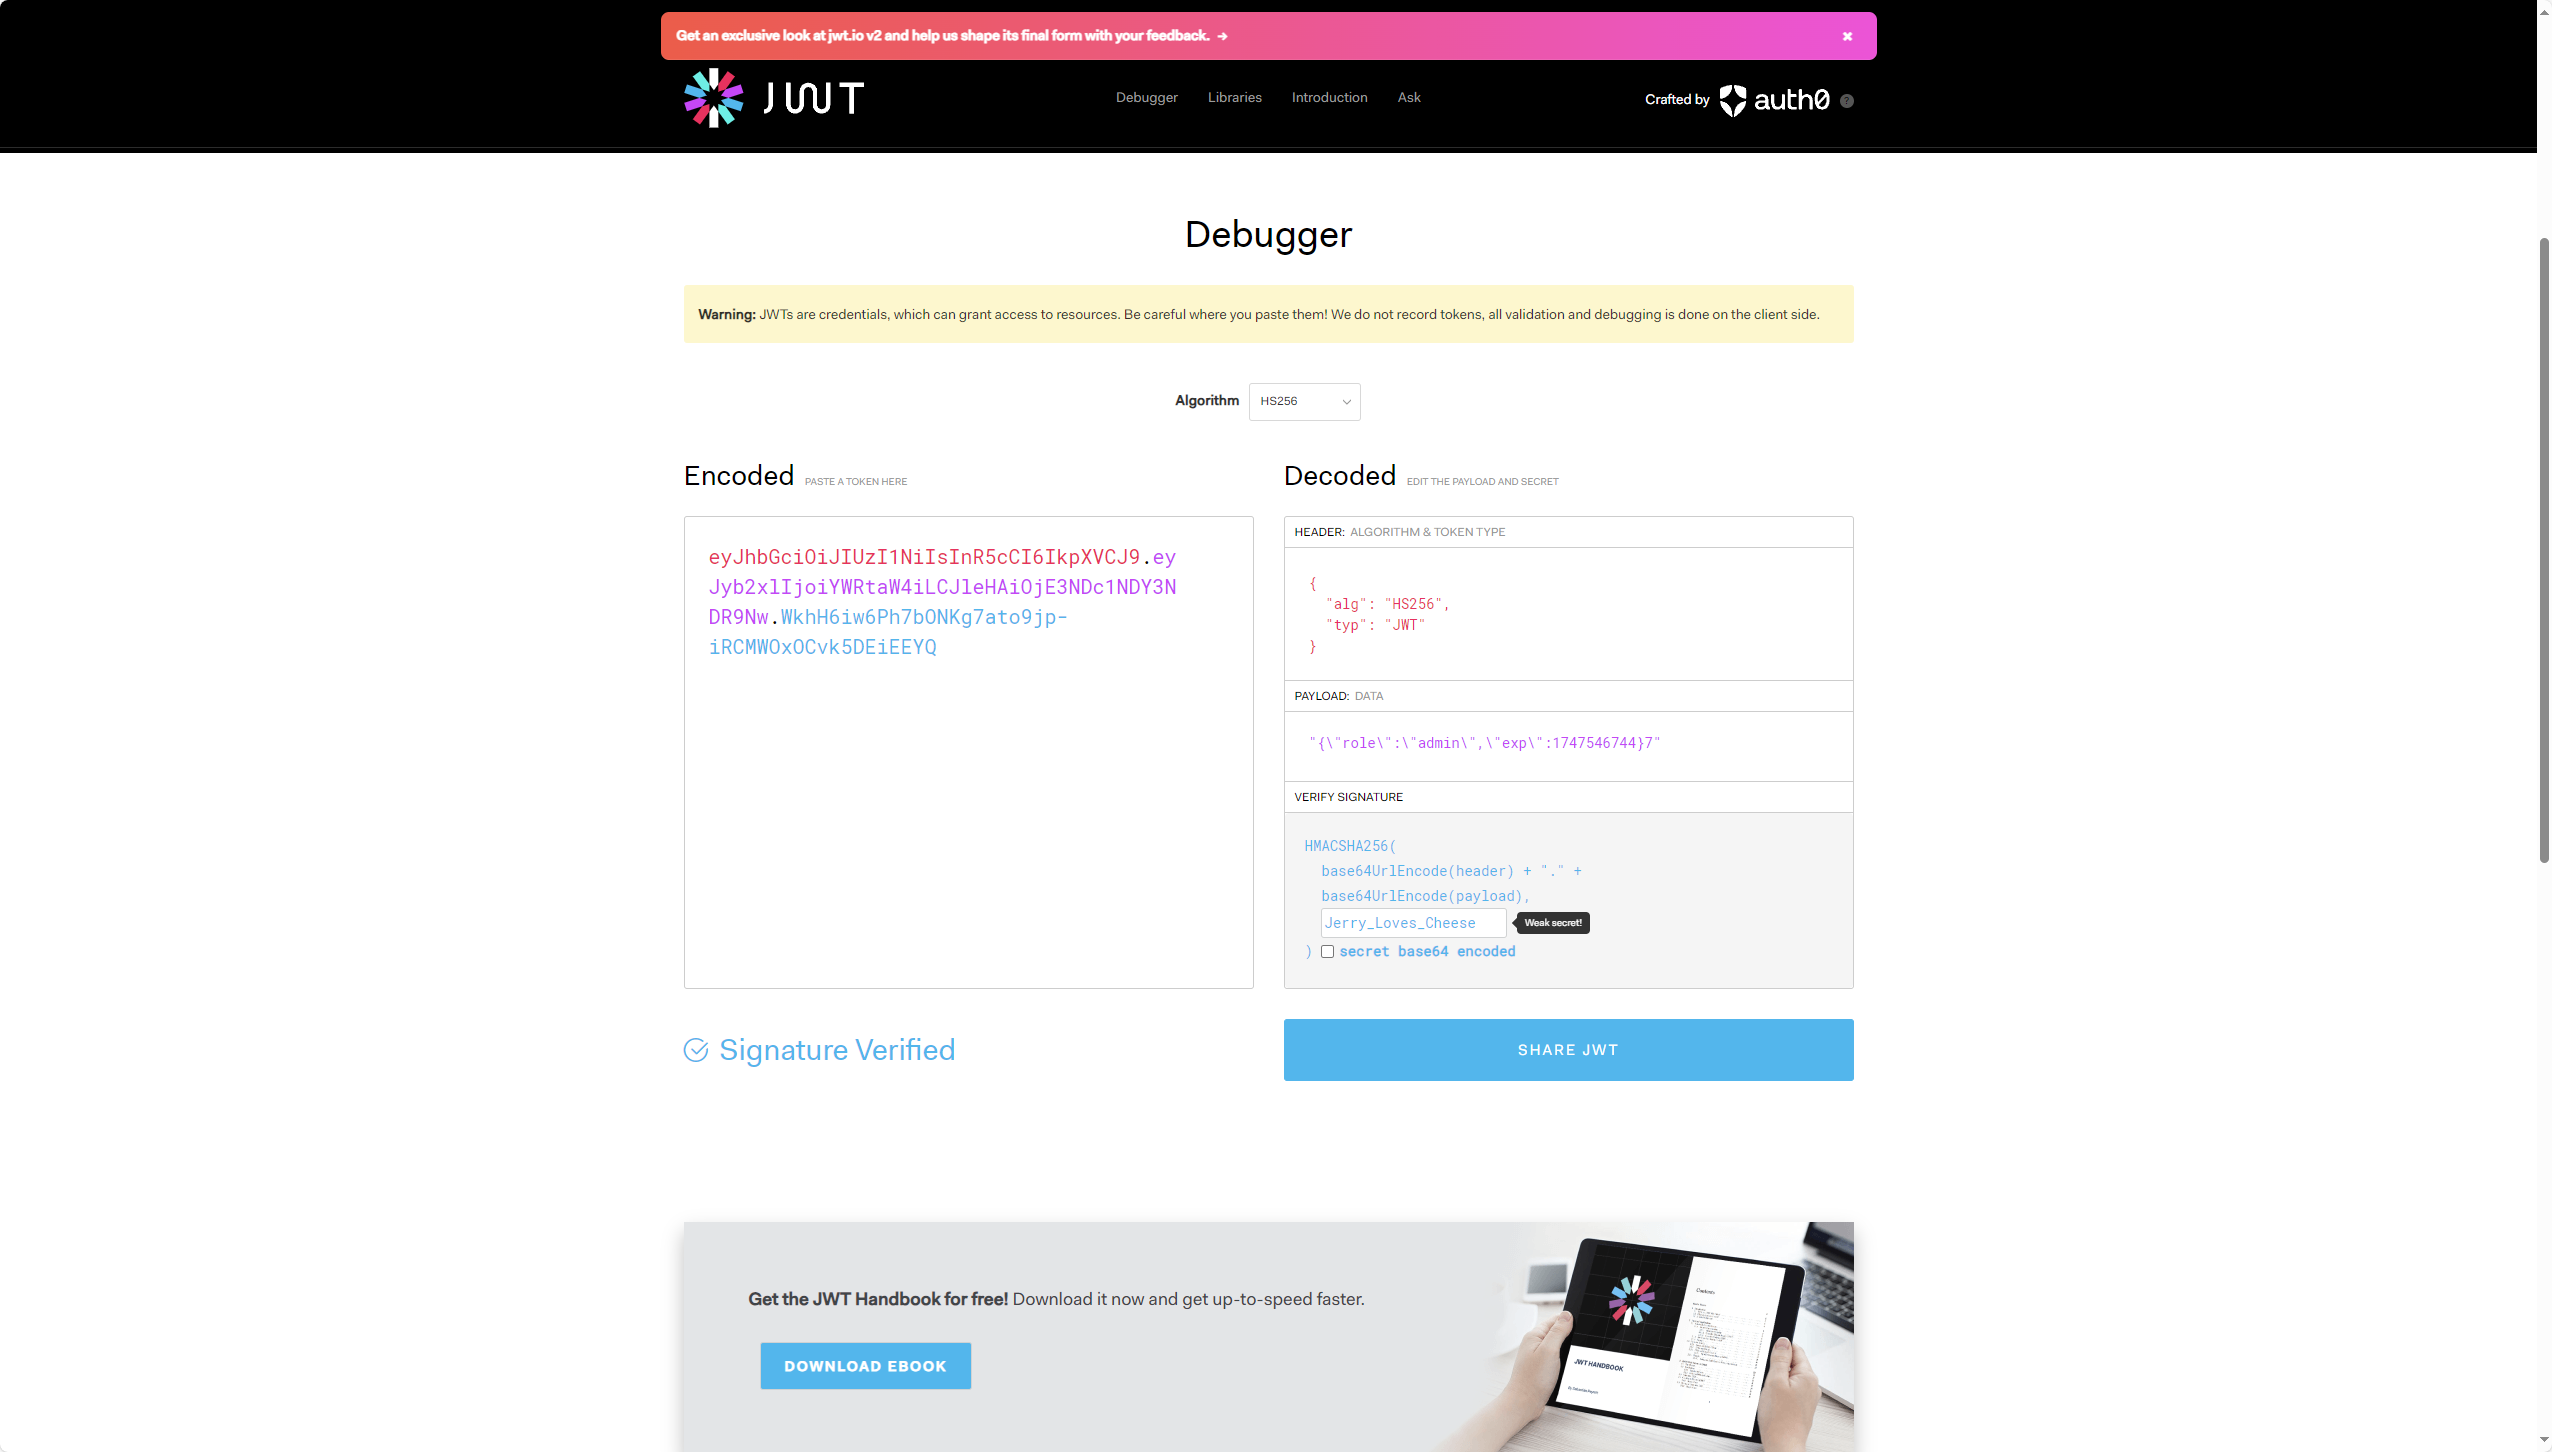 Get an exclusive look at jwt.io v2 and help us shape its final form with your feedback. →
JWT
Debugger
Libraries
Introduction
Ask
Crafted by auth0
?
Debugger
Warning: JWTs are credentials, which can grant access to resources. Be careful where you paste them! We do not record tokens, all validation and debugging is done on the client side.
Algorithm
HS256
Encoded PASTE A TOKEN HERE
eyJhbGciOiJIUzI1NiIsInR5cCI6IkpXVCJ9.ey
Jyb2xlIjoiYWRtaW4iLCJleHAiOjE3NDc1NDY3N
DR9Nw.WkhH6iw6Ph7bONKg7ato9jp-
iRCMWOxOCvk5DEiEEYQ
Decoded EDIT THE PAYLOAD AND SECRET
HEADER: ALGORITHM & TOKEN TYPE
{
"alg": "HS256",
"typ": "JWT"
}
PAYLOAD: DATA
"{\"role\":\"admin\",\"exp\":1747546744}7"
VERIFY SIGNATURE
HMACSHA256(
base64UrlEncode(header) + "." +
base64UrlEncode(payload),
Jerry_Loves_Cheese
Weak secret!
) secret base64 encoded
Signature Verified
SHARE JWT
Get the JWT Handbook for free! Download it now and get up-to-speed faster.
DOWNLOAD EBOOK
JWT HANDBOOK
Contents